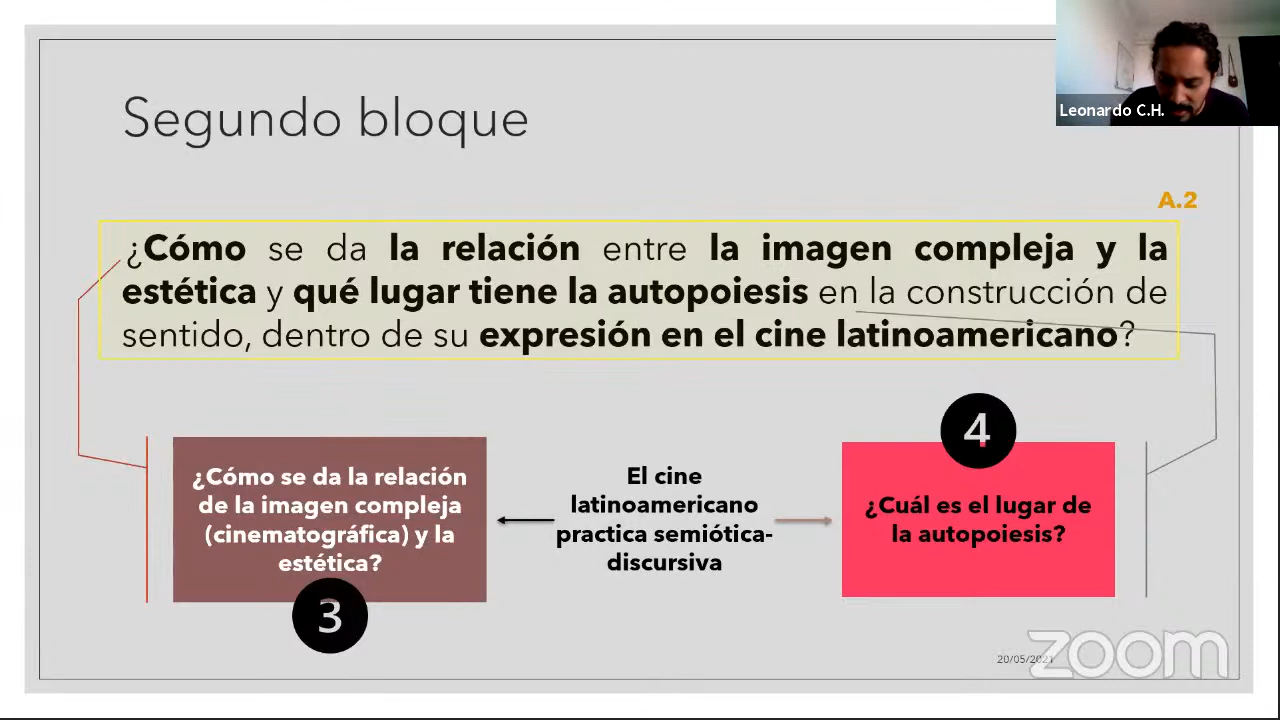 Leonardo C.H.
Segundo bloque
A.2
¿Cómo se da la relación entre la imagen compleja y la
estética y qué lugar tiene la autopoiesis en la construcción de
sentido, dentro de su expresión en el cine latinoamericano?
¿Cómo se da la relación
de la imagen compleja
(cinematográfica) y la
estética?
3
El cine
latinoamericano
practica semiótica-
discursiva
4
¿Cuál es el lugar de
la autopoiesis?
20/05/2021
zoom